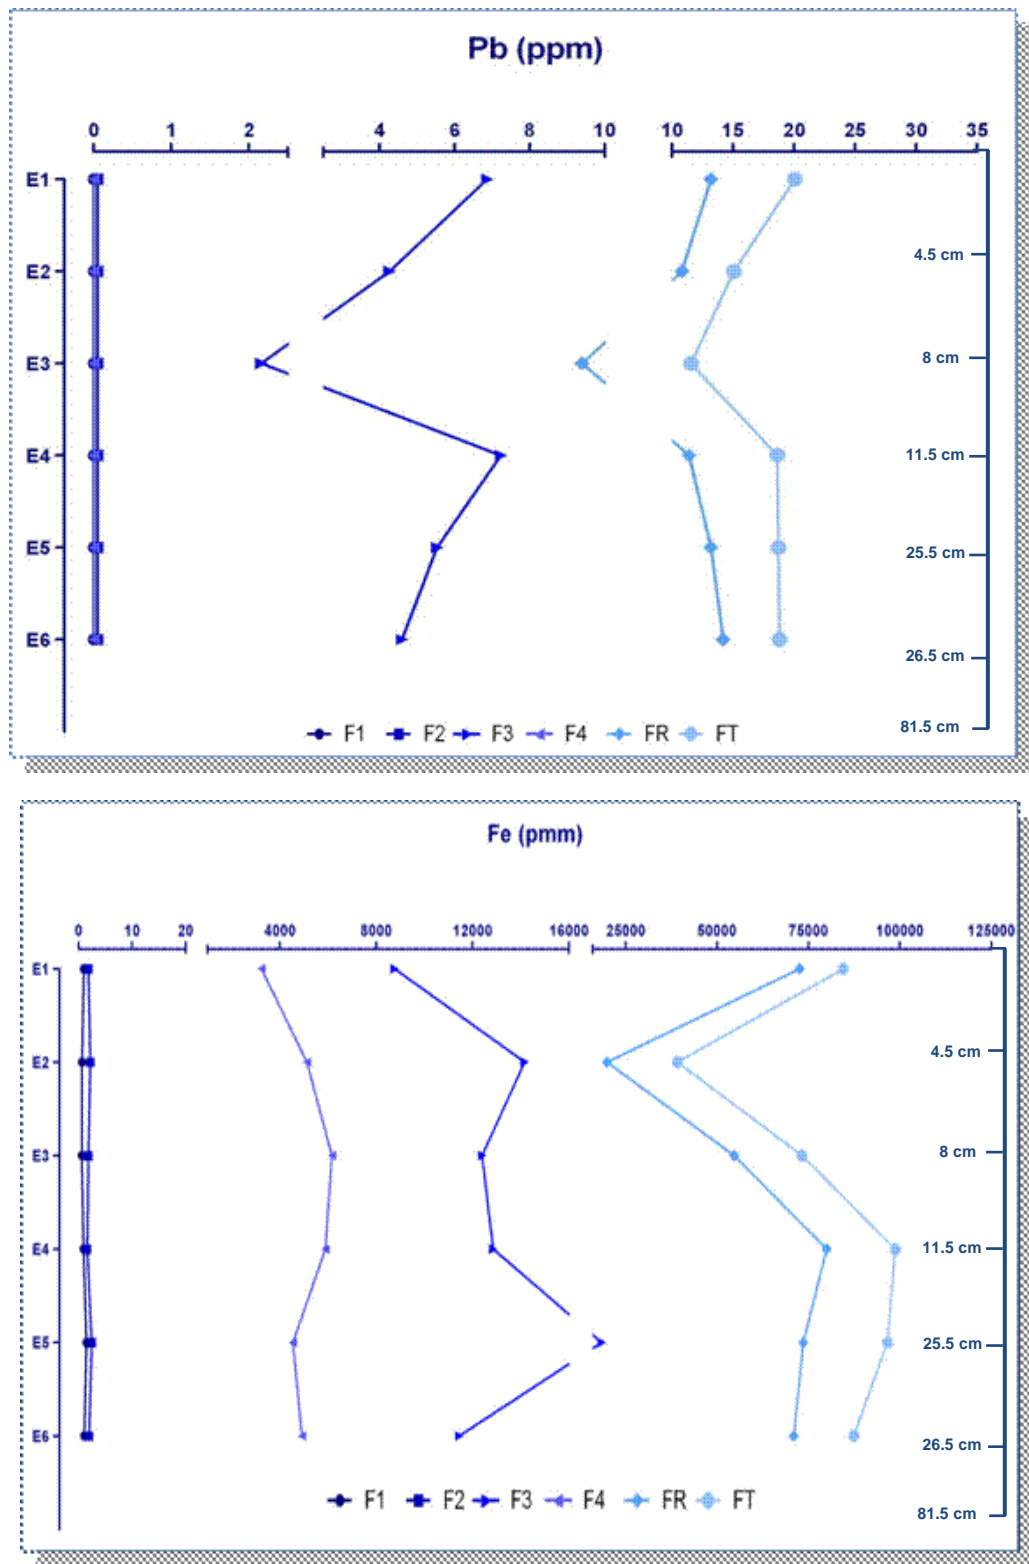 Pb (ppm)
0 1 2 4 6 8 10 10 15 20 25 30 35
E1
4.5 cm
E2
8 cm
E3
E4
11.5 cm
E5
25.5 cm
E6
26.5 cm
81.5 cm
F1 F2 F3 F4 FR FT
Fe (pmm)
0 10 20 4000 8000 12000 16000 25000 50000 75000 100000 125000
E1
4.5 cm
E2
8 cm
E3
E4
11.5 cm
E5
25.5 cm
E6
26.5 cm
81.5 cm
F1 F2 F3 F4 FR FT